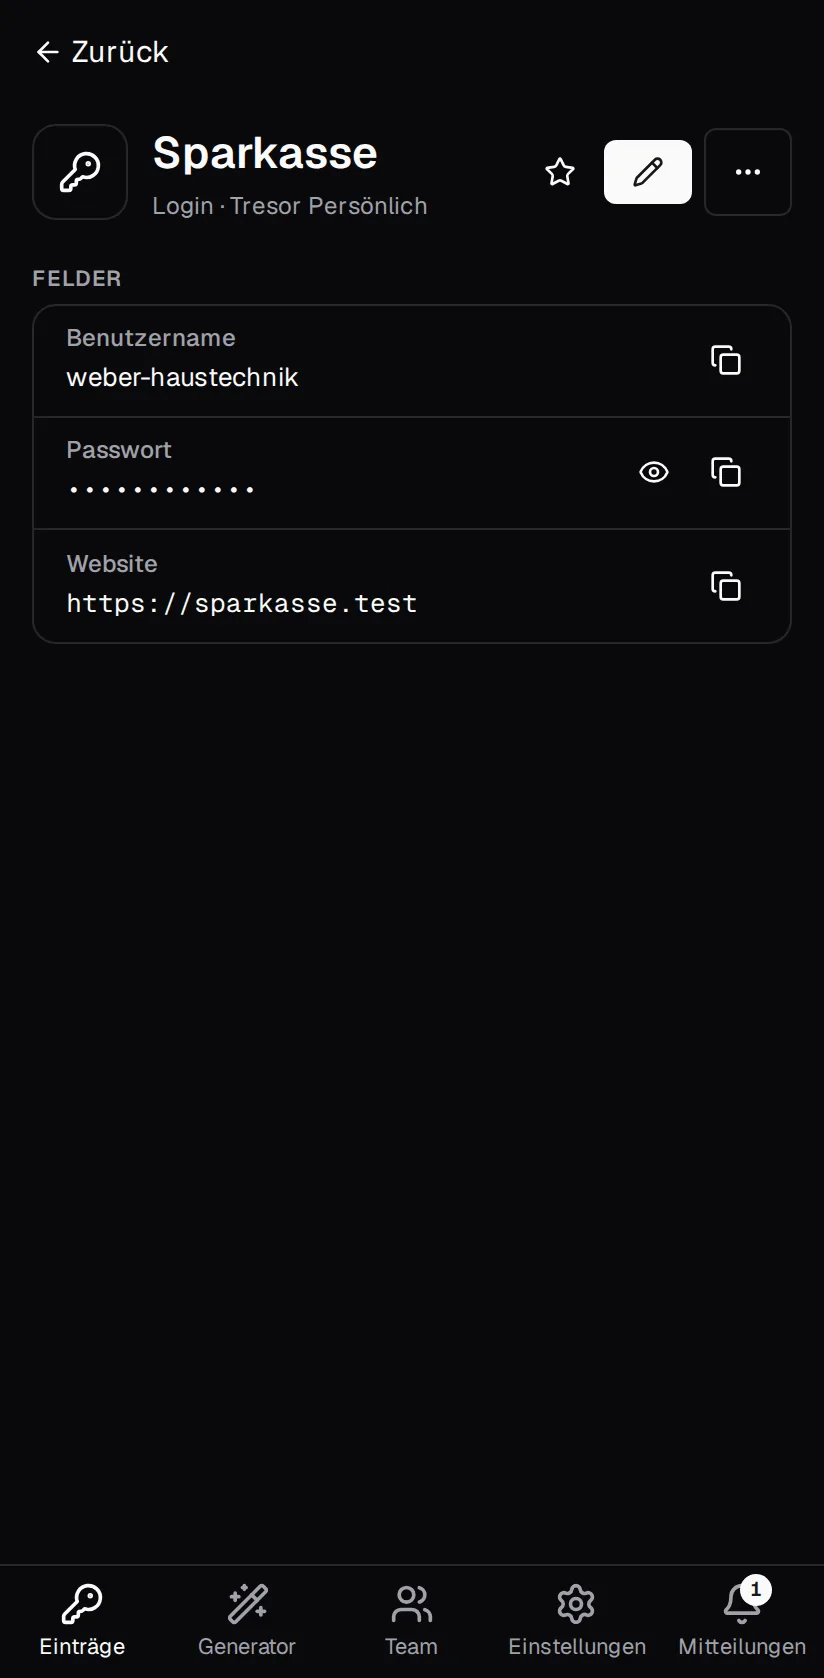 Zurück
Sparkasse
Login · Tresor Persönlich
FELDER
Benutzername
weber-haustechnik
Passwort
••••••••••••
Website
https://sparkasse.test
1
Einträge
Generator
Team
Einstellungen
Mitteilungen